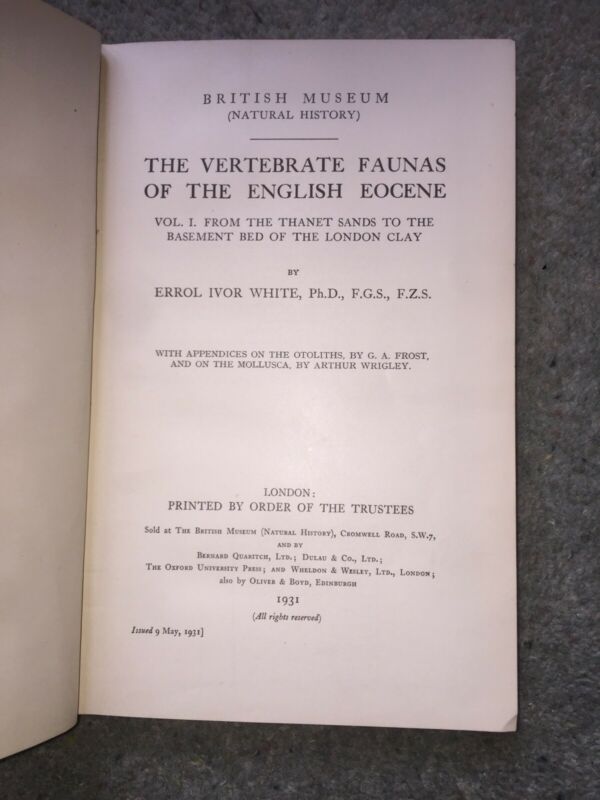 BRITISH MUSEUM
(NATURAL HISTORY)
THE VERTEBRATE FAUNAS
OF THE ENGLISH EOCENE
VOL. I. FROM THE THANET SANDS TO THE
BASEMENT BED OF THE LONDON CLAY
BY
ERROL IVOR WHITE, Ph.D., F.G.S., F.Z.S.
WITH APPENDICES ON THE OTOLITHS, BY G. A. FROST,
AND ON THE MOLLUSCA, BY ARTHUR WRIGLEY.
LONDON:
PRINTED BY ORDER OF THE TRUSTEES
Sold at THE BRITISH MUSEUM (NATURAL HISTORY), CROMWELL ROAD, S.W.7,
AND BY
BERNARD QUARITCH, LTD.; DULAU & CO., LTD.;
THE OXFORD UNIVERSITY PRESS; AND WHELDON & WESLEY, LTD., LONDON;
also by OLIVER & BOYD, EDINBURGH
1931
(All rights reserved)
Issued 9 May, 1931]